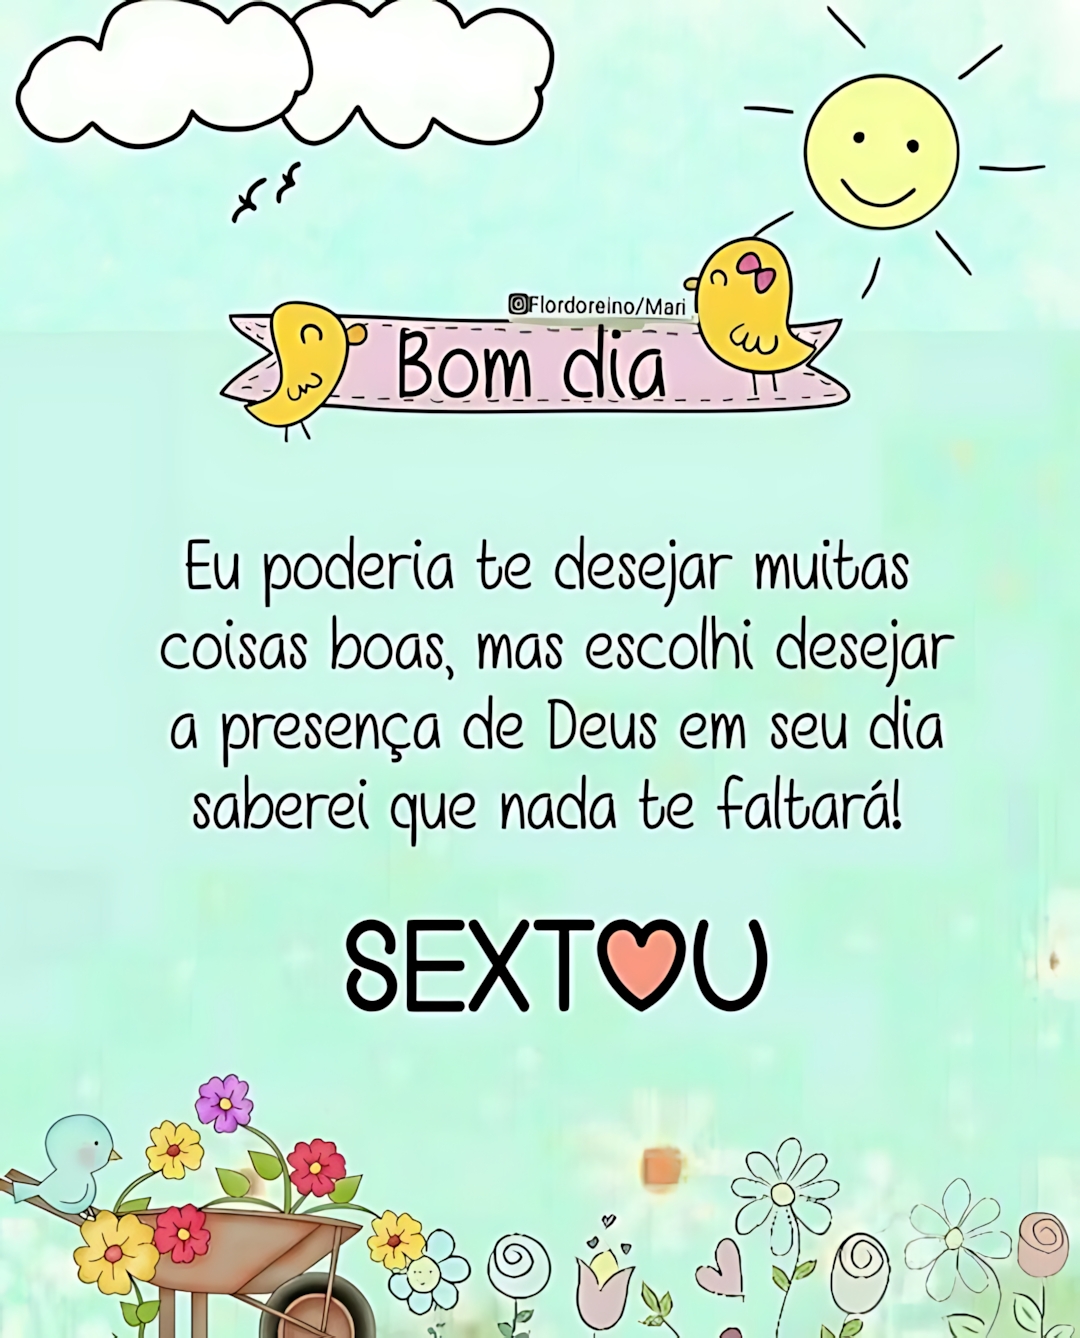 @Flordoreino/Mari
Bom dia
Eu poderia te desejar muitas
coisas boas, mas escolhi desejar
a presença de Deus em seu dia
saberei que nada te faltará!
SEXTOU